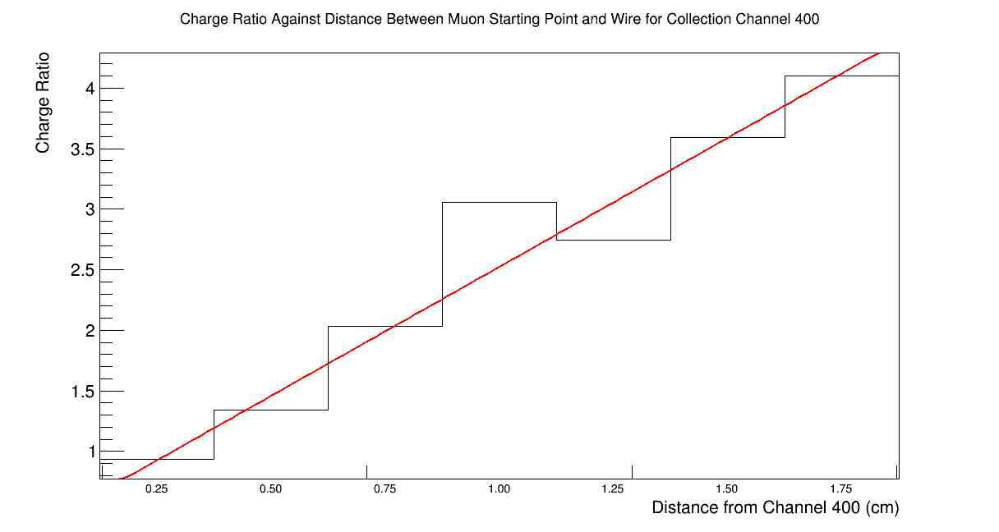 Charge Ratio Against Distance Between Muon Starting Point and Wire for Collection Channel 400
Charge Ratio
4
3.5
3
2.5
2
1.5
1
0.25 0.50 0.75 1.00 1.25 1.50 1.75
Distance from Channel 400 (cm)